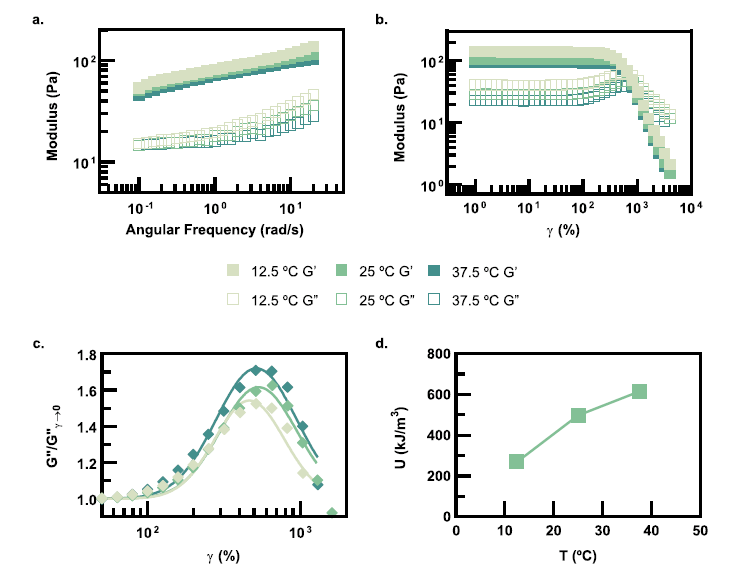 a.
Modulus (Pa)
10²
10¹
10⁻¹
10⁰
10¹
Angular Frequency (rad/s)
b.
Modulus (Pa)
10²
10¹
10⁰
10⁰
10¹
10²
10³
10⁴
γ (%)
12.5 ºC G’
25 ºC G’
37.5 ºC G’
12.5 ºC G”
25 ºC G”
37.5 ºC G”
c.
G''/G''γ→0
1.8
1.6
1.4
1.2
1.0
10²
10³
γ (%)
d.
U (kJ/m³)
800
600
400
200
0
0
10
20
30
40
50
T (ºC)